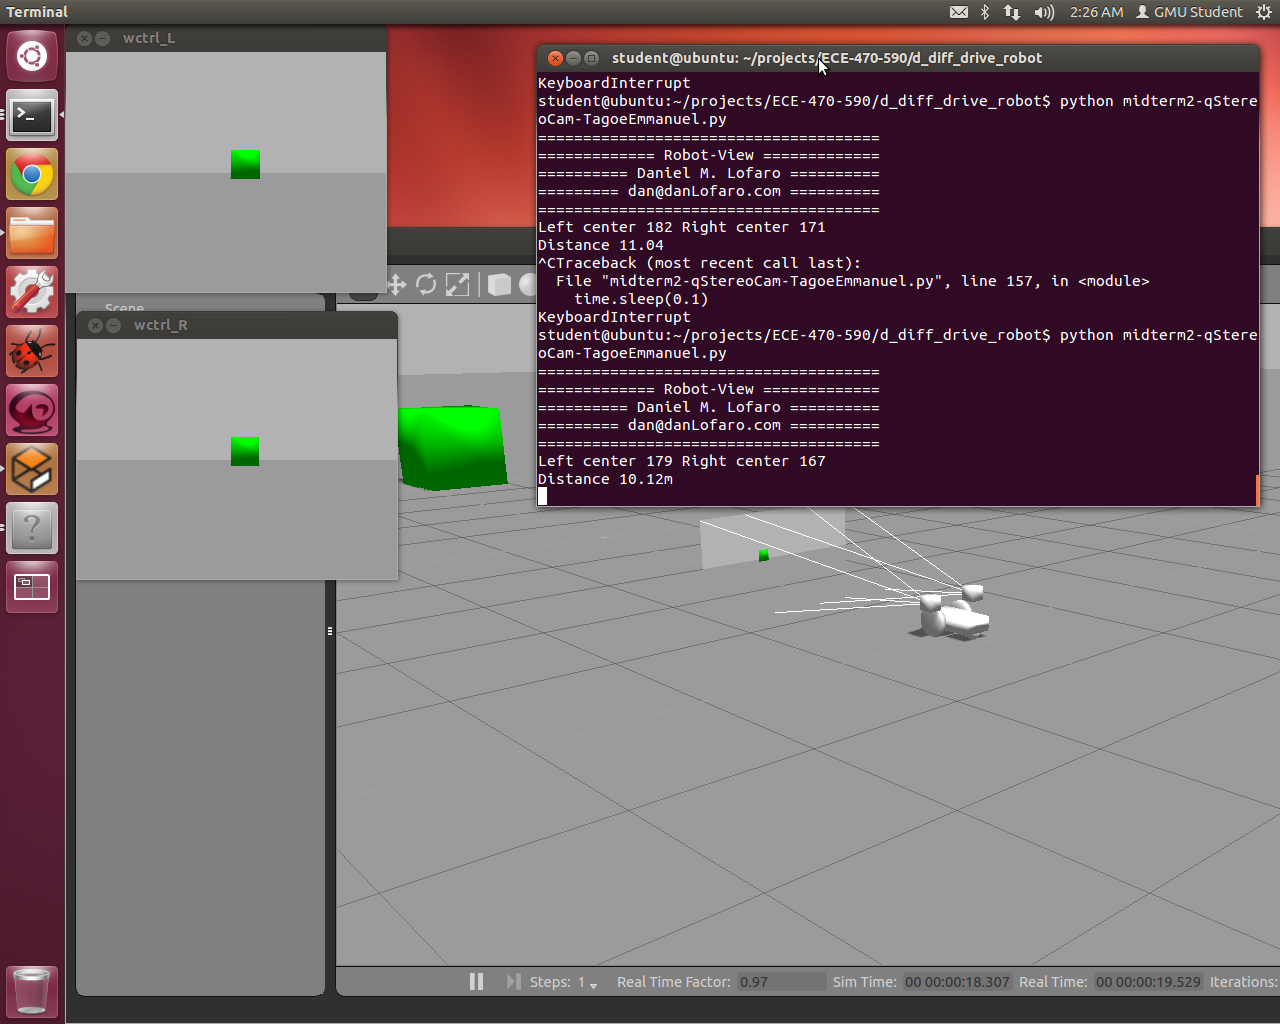 Terminal
2:26 AM
GMU Student
wctrl_L
student@ubuntu: ~/projects/ECE-470-590/d_diff_drive_robot
KeyboardInterrupt
student@ubuntu:~/projects/ECE-470-590/d_diff_drive_robot$ python midterm2-qStere
oCam-TagoeEmmanuel.py
======================================
============= Robot-View =============
========== Daniel M. Lofaro ==========
========= dan@danLofaro.com ==========
======================================
Left center 182 Right center 171
Distance 11.04
^CTraceback (most recent call last):
File "midterm2-qStereoCam-TagoeEmmanuel.py", line 157, in <module>
time.sleep(0.1)
KeyboardInterrupt
student@ubuntu:~/projects/ECE-470-590/d_diff_drive_robot$ python midterm2-qStere
oCam-TagoeEmmanuel.py
======================================
============= Robot-View =============
========== Daniel M. Lofaro ==========
========= dan@danLofaro.com ==========
======================================
Left center 179 Right center 167
Distance 10.12m
Scene
wctrl_R
Steps: 1
Real Time Factor: 0.97
Sim Time: 00 00:00:18.307
Real Time: 00 00:00:19.529
Iterations: